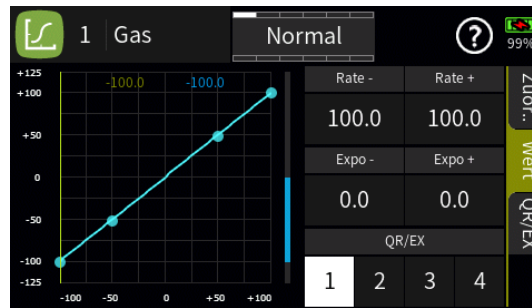 1 Gas Normal ? 99%
+125
+100
-100.0 -100.0
+50
0
-50
-100
-125
-100 -50 0 +50 +100
Rate - Rate +
100.0 100.0
Expo - Expo +
0.0 0.0
QR/EX
1 2 3 4
Zuor..
Wert
QR/EX